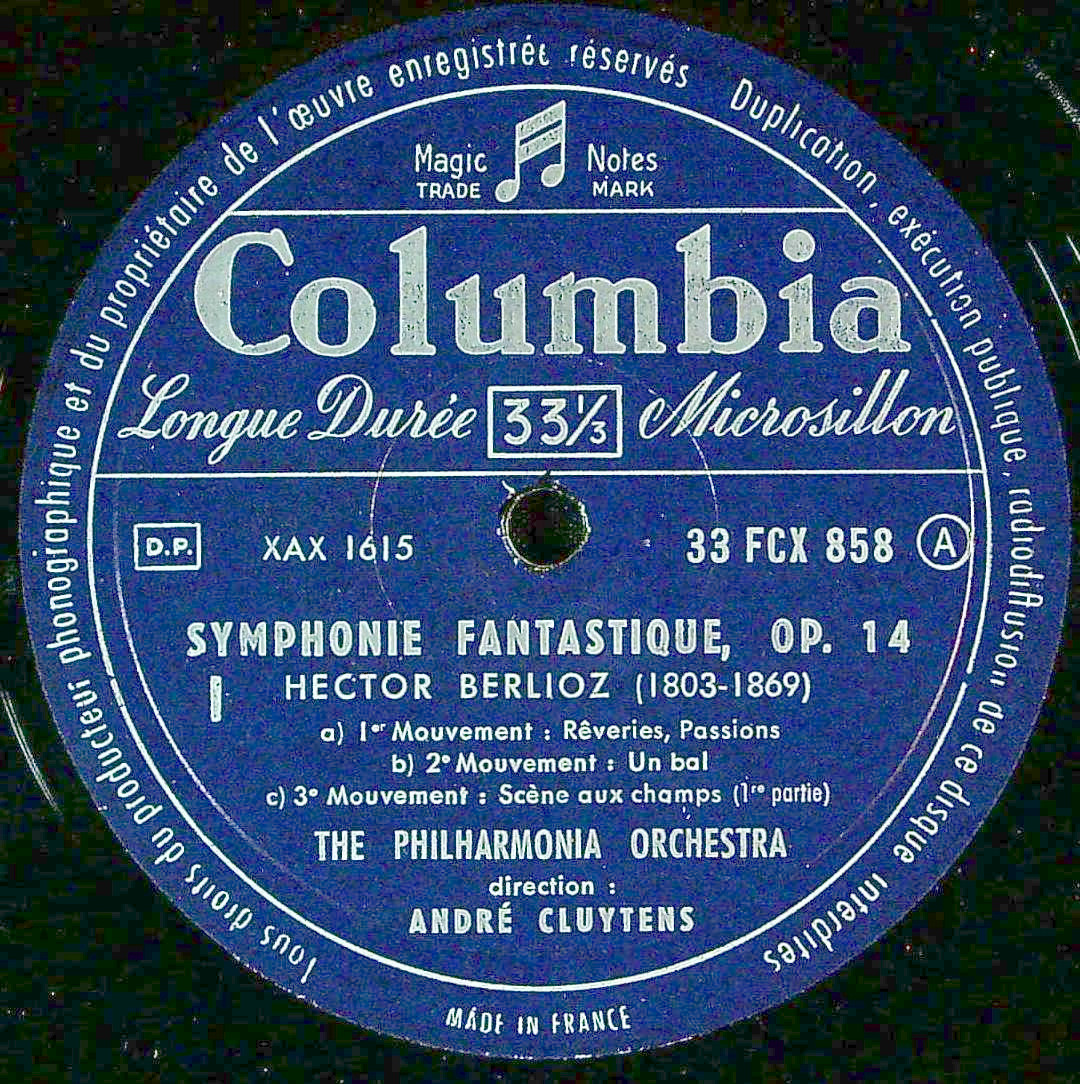 Tous droits du producteur phonographique et du propriétaire de l'œuvre enregistrée réservés Duplication, exécution publique, radiodiffusion de ce disque interdites
Magic Notes
TRADE MARK
Columbia
Longue Durée 33⅓ Microsillon
D.P. XAX 1615 33 FCX 858 A
SYMPHONIE FANTASTIQUE, OP. 14
I HECTOR BERLIOZ (1803-1869)
a) 1er Mouvement : Rêveries, Passions
b) 2e Mouvement : Un bal
c) 3e Mouvement : Scène aux champs (1re partie)
THE PHILHARMONIA ORCHESTRA
direction :
ANDRÉ CLUYTENS
MADE IN FRANCE